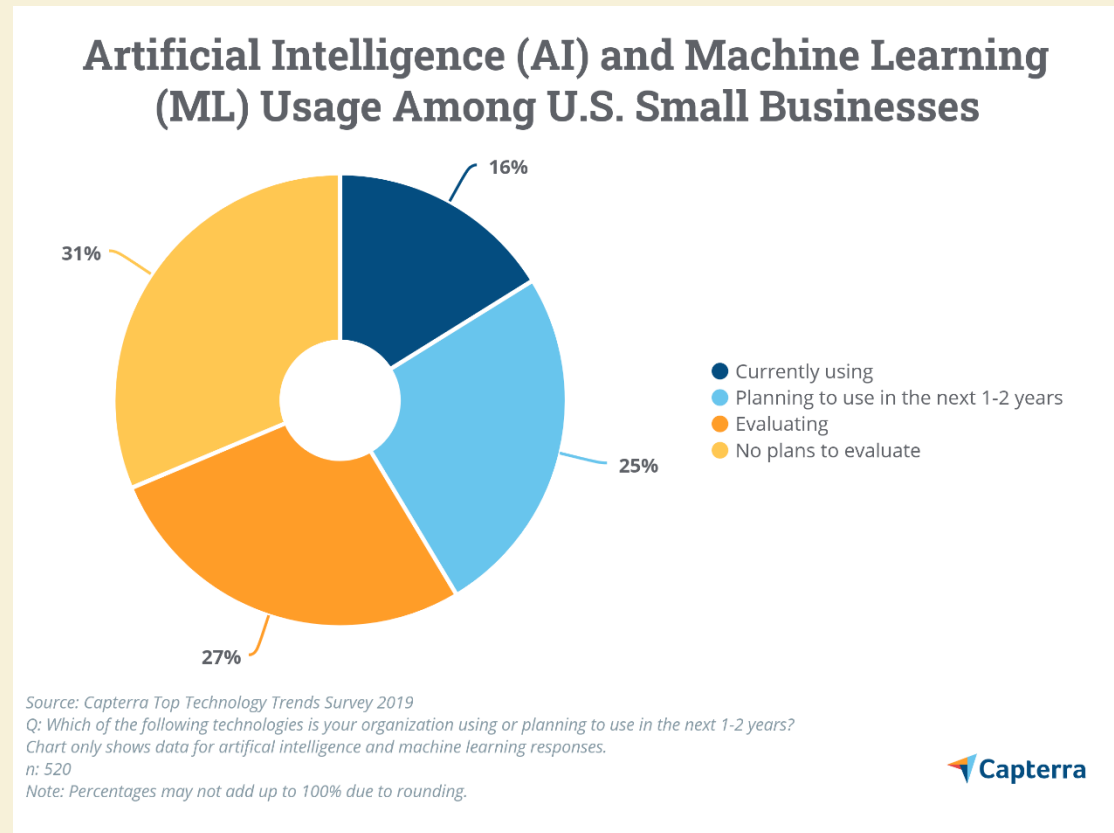 Artificial Intelligence (AI) and Machine Learning
(ML) Usage Among U.S. Small Businesses
16%
31%
25%
27%
Currently using
Planning to use in the next 1-2 years
Evaluating
No plans to evaluate
Source: Capterra Top Technology Trends Survey 2019
Q: Which of the following technologies is your organization using or planning to use in the next 1-2 years?
Chart only shows data for artifical intelligence and machine learning responses.
n: 520
Note: Percentages may not add up to 100% due to rounding.
Capterra